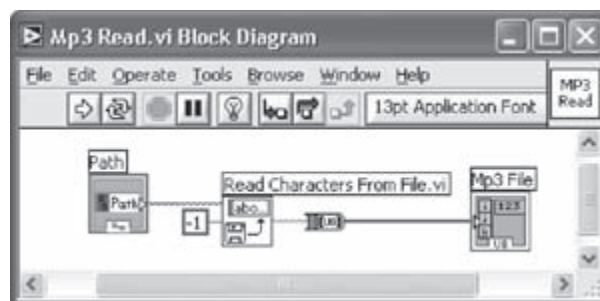 Mp3 Read.vi Block Diagram
File Edit Operate Tools Browse Window Help
13pt Application Font
MP3
Read
Path
Path
Read Characters From File.vi
-1
abc..
Mp3 File
123
U8